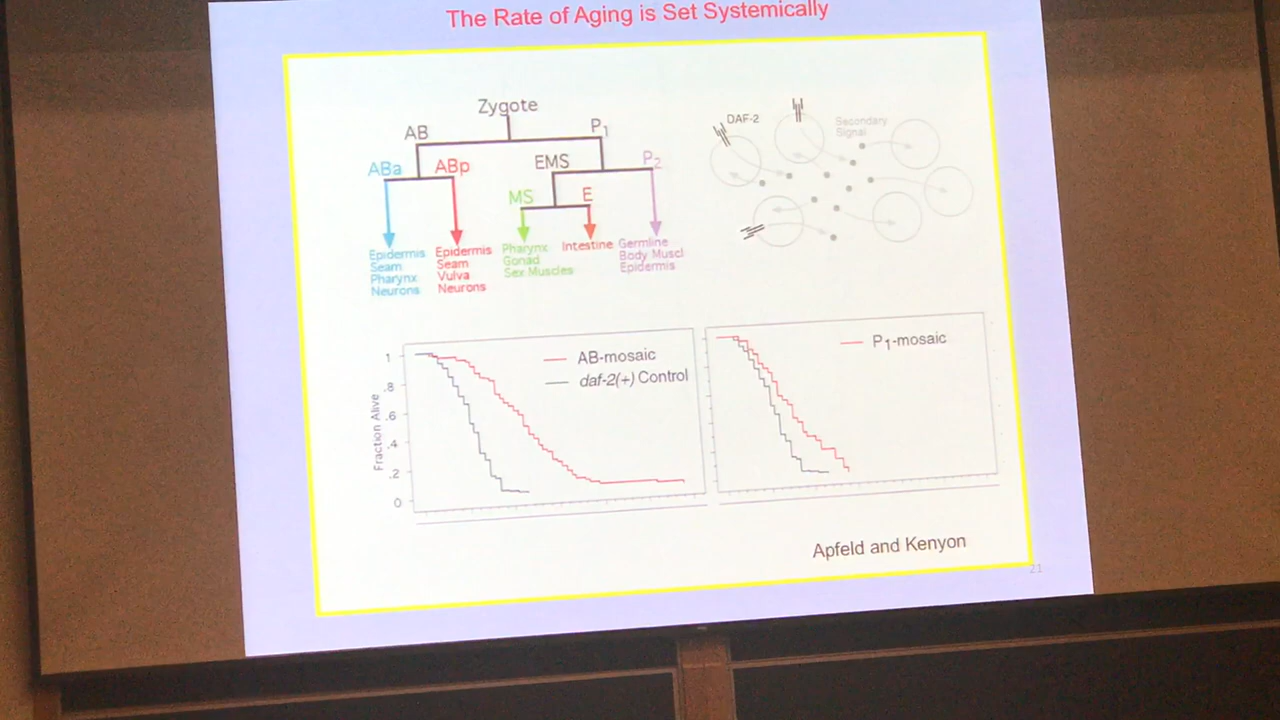 The Rate of Aging is Set Systemically
Zygote
AB
P1
ABa
ABp
EMS
P2
MS
E
Epidermis
Seam
Pharynx
Neurons
Epidermis
Seam
Vulva
Neurons
Pharynx
Gonad
Sex Muscles
Intestine
Germline
Body Muscl
Epidermis
DAF-2
Secondary
Signal
Fraction Alive
1
.8
.6
.4
.2
0
AB-mosaic
daf-2(+) Control
P1-mosaic
Apfeld and Kenyon
21